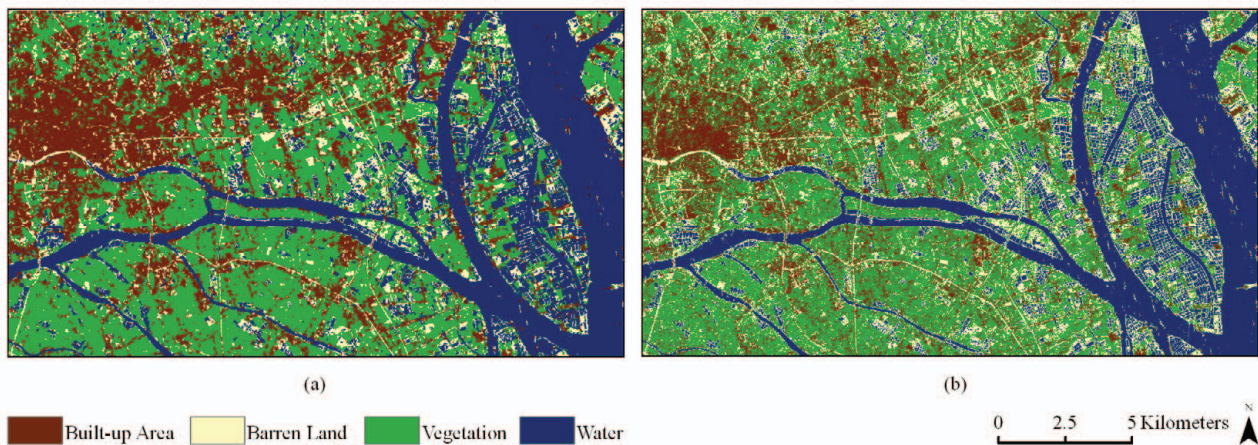 (a)
(b)
Built-up Area Barren Land Vegetation Water
0 2.5 5 Kilometers
N